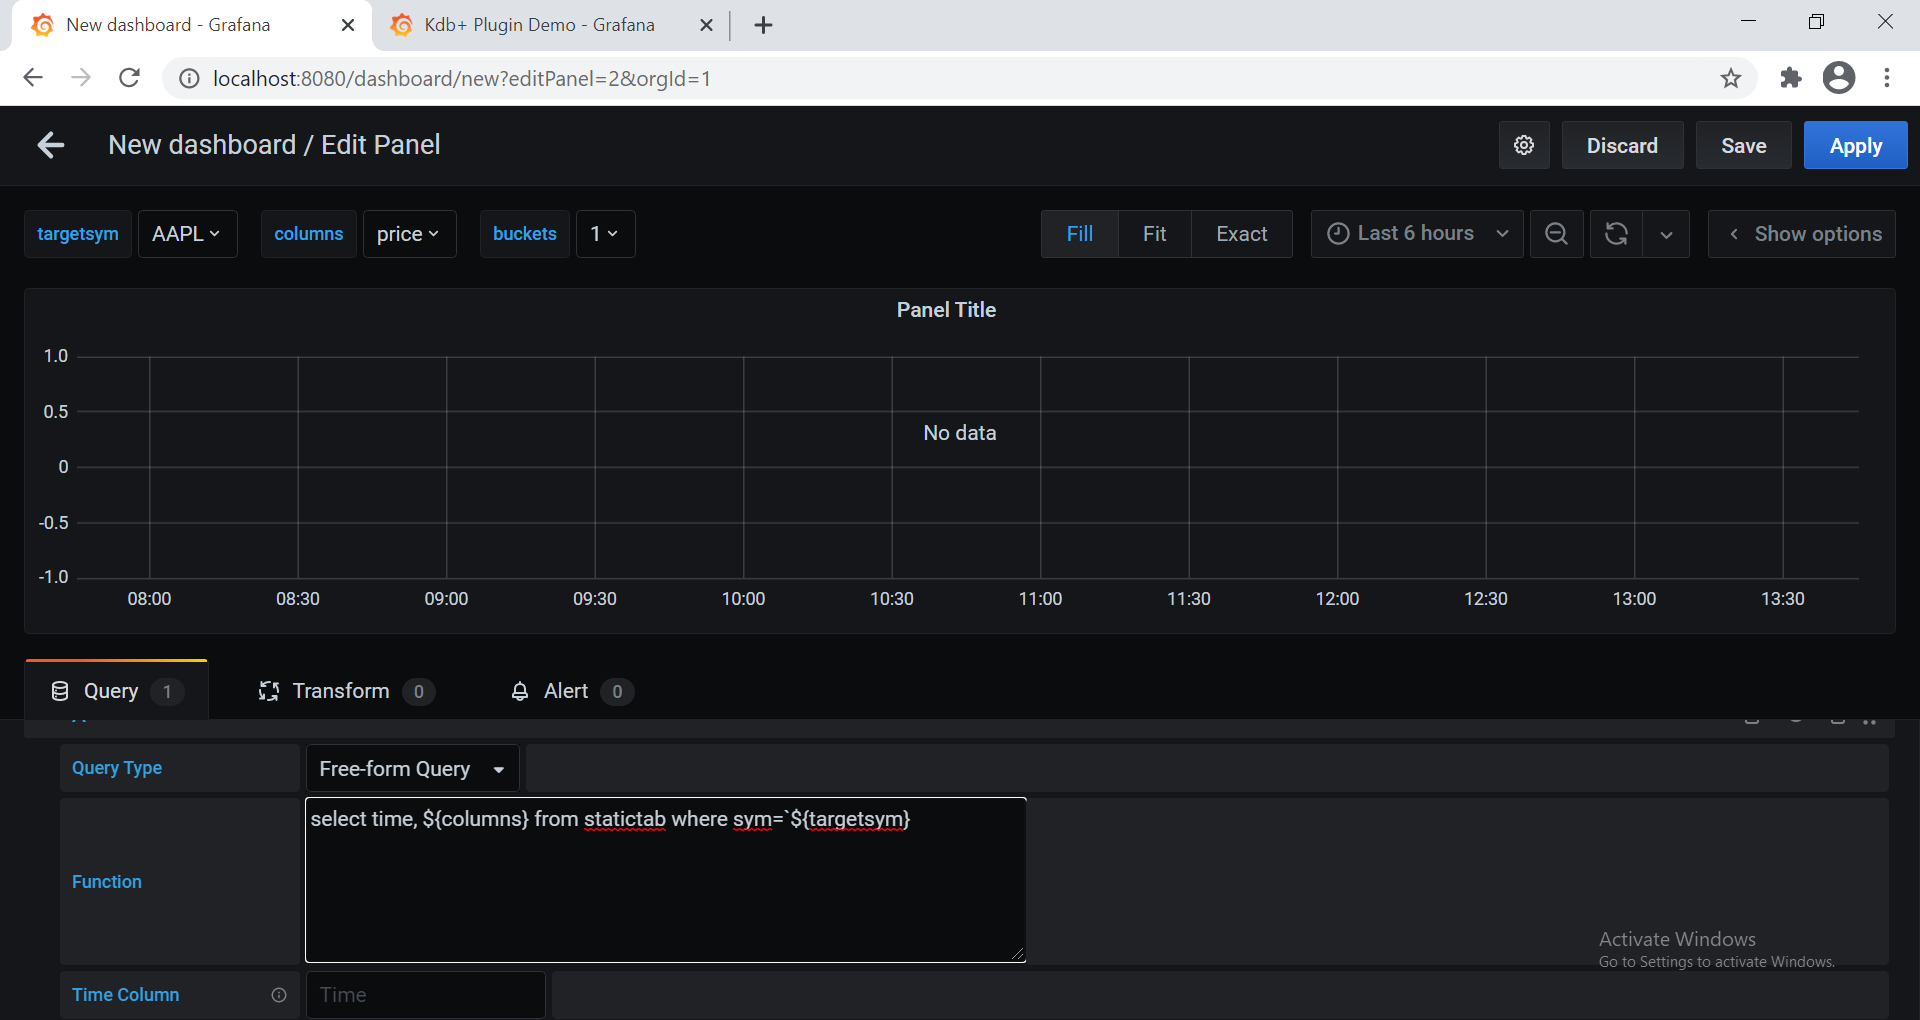 New dashboard - Grafana
Kdb+ Plugin Demo - Grafana
localhost:8080/dashboard/new?editPanel=2&orgId=1
New dashboard / Edit Panel
Discard
Save
Apply
targetsym
AAPL
columns
price
buckets
1
Fill
Fit
Exact
Last 6 hours
Show options
Panel Title
1.0
0.5
No data
0
-0.5
-1.0
08:00
08:30
09:00
09:30
10:00
10:30
11:00
11:30
12:00
12:30
13:00
13:30
Query 1
Transform 0
Alert 0
Query Type
Free-form Query
select time, ${columns} from statictab where sym=`${targetsym}
Function
Activate Windows
Go to Settings to activate Windows.
Time Column
Time